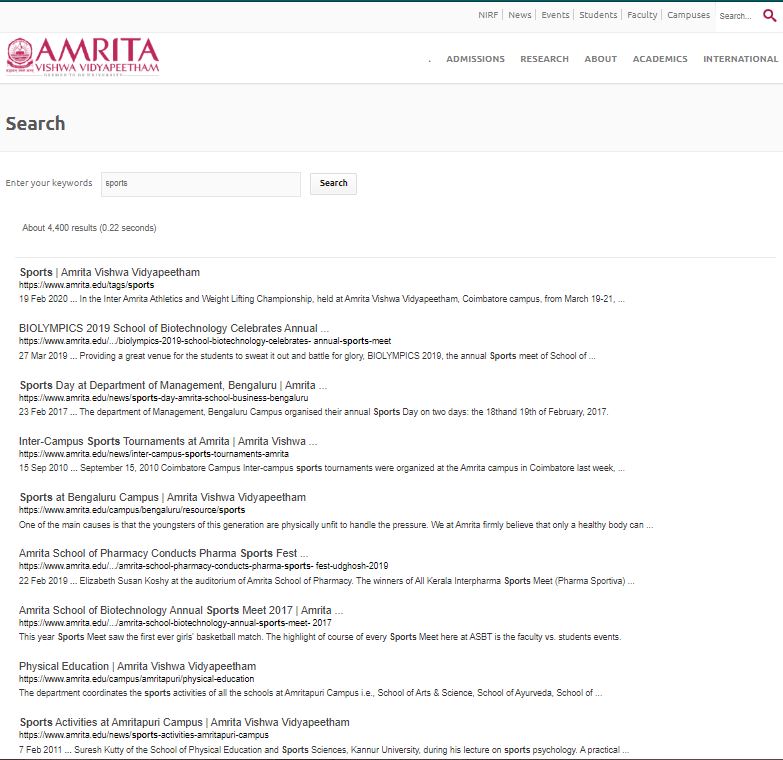 NIRF News Events Students Faculty Campuses Search...
AMRITA
VISHWA VIDYAPEETHAM
DEEMED TO BE UNIVERSITY
. ADMISSIONS RESEARCH ABOUT ACADEMICS INTERNATIONAL
Search
Enter your keywords sports Search
About 4,400 results (0.22 seconds)
Sports | Amrita Vishwa Vidyapeetham
https://www.amrita.edu/tags/sports
19 Feb 2020 ... In the Inter Amrita Athletics and Weight Lifting Championship, held at Amrita Vishwa Vidyapeetham, Coimbatore campus, from March 19-21, ...
BIOLYMPICS 2019 School of Biotechnology Celebrates Annual ...
https://www.amrita.edu/.../biolympics-2019-school-biotechnology-celebrates- annual-sports-meet
27 Mar 2019 ... Providing a great venue for the students to sweat it out and battle for glory, BIOLYMPICS 2019, the annual Sports meet of School of ...
Sports Day at Department of Management, Bengaluru | Amrita ...
https://www.amrita.edu/news/sports-day-amrita-school-business-bengaluru
23 Feb 2017 ... The department of Management, Bengaluru Campus organised their annual Sports Day on two days: the 18thand 19th of February, 2017.
Inter-Campus Sports Tournaments at Amrita | Amrita Vishwa ...
https://www.amrita.edu/news/inter-campus-sports-tournaments-amrita
15 Sep 2010 ... September 15, 2010 Coimbatore Campus Inter-campus sports tournaments were organized at the Amrita campus in Coimbatore last week, ...
Sports at Bengaluru Campus | Amrita Vishwa Vidyapeetham
https://www.amrita.edu/campus/bengaluru/resource/sports
One of the main causes is that the youngsters of this generation are physically unfit to handle the pressure. We at Amrita firmly believe that only a healthy body can ...
Amrita School of Pharmacy Conducts Pharma Sports Fest ...
https://www.amrita.edu/.../amrita-school-pharmacy-conducts-pharma-sports- fest-udghosh-2019
22 Feb 2019 ... Elizabeth Susan Koshy at the auditorium of Amrita School of Pharmacy. The winners of All Kerala Interpharma Sports Meet (Pharma Sportiva) ...
Amrita School of Biotechnology Annual Sports Meet 2017 | Amrita ...
https://www.amrita.edu/.../amrita-school-biotechnology-annual-sports-meet- 2017
This year Sports Meet saw the first ever girls' basketball match. The highlight of course of every Sports Meet here at ASBT is the faculty vs. students events.
Physical Education | Amrita Vishwa Vidyapeetham
https://www.amrita.edu/campus/amritapuri/physical-education
The department coordinates the sports activities of all the schools at Amritapuri Campus i.e., School of Arts & Science, School of Ayurveda, School of ...
Sports Activities at Amritapuri Campus | Amrita Vishwa Vidyapeetham
https://www.amrita.edu/news/sports-activities-amritapuri-campus
7 Feb 2011 ... Suresh Kutty of the School of Physical Education and Sports Sciences, Kannur University, during his lecture on sports psychology. A practical ...